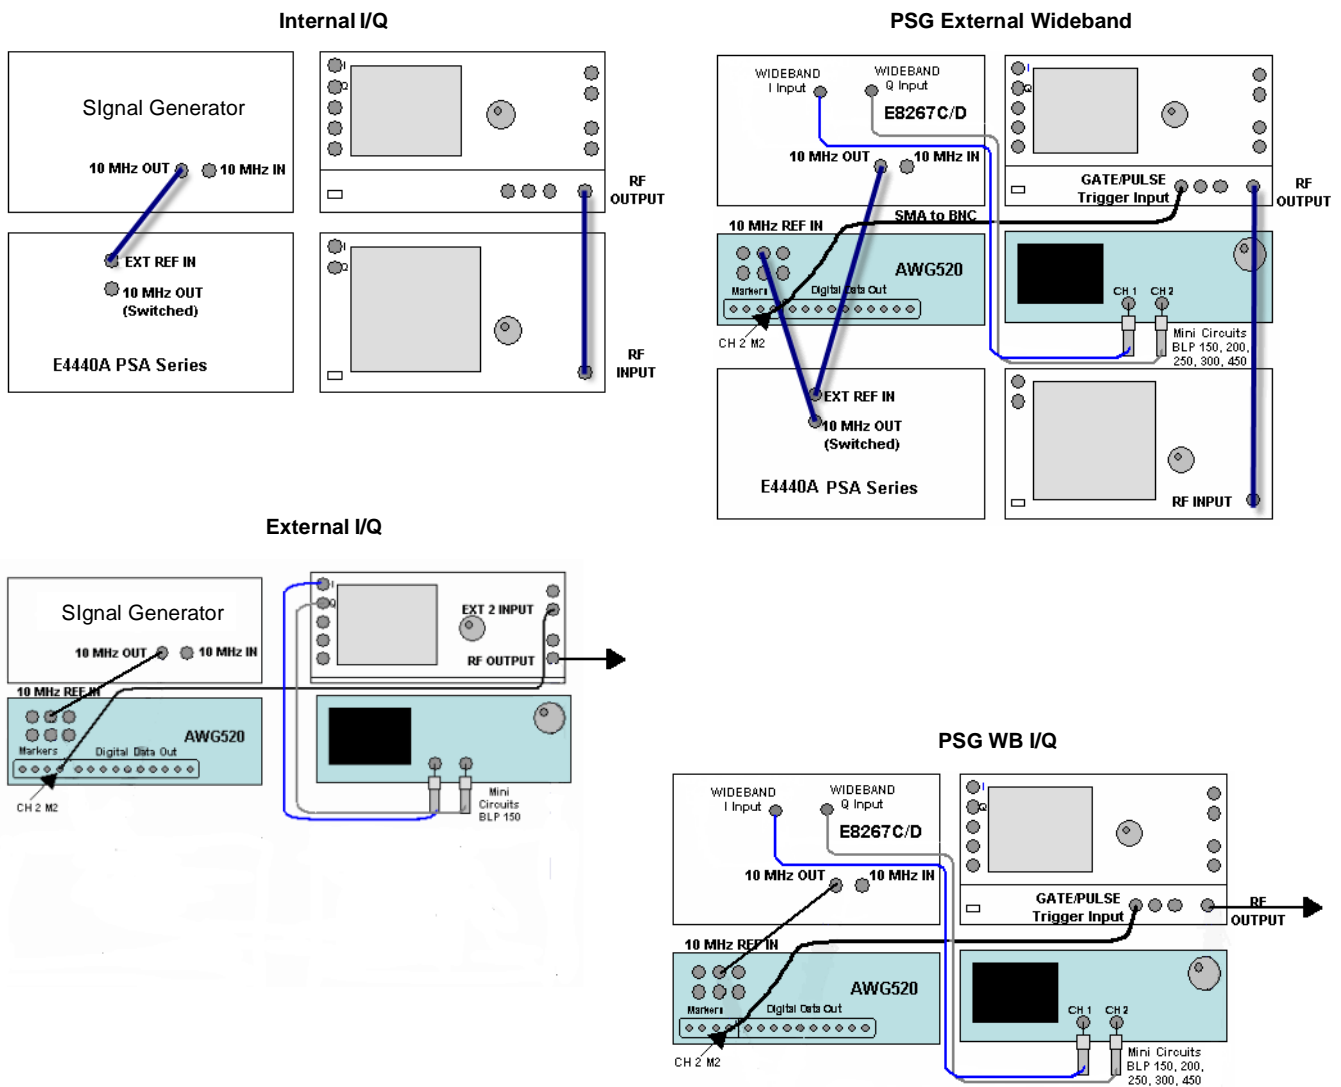 Internal I/Q
SIgnal Generator
10 MHz OUT
10 MHz IN
I
Q
RF
OUTPUT
EXT REF IN
10 MHz OUT
(Switched)
E4440A PSA Series
I
Q
RF
INPUT
PSG External Wideband
WIDEBAND
I Input
WIDEBAND
Q Input
E8267C/D
10 MHz OUT
10 MHz IN
I
Q
GATE/PULSE
Trigger Input
RF
OUTPUT
SMA to BNC
10 MHz REF IN
AWG520
Markers
Digital Data Out
CH 2 M2
CH 1
CH 2
Mini Circuits
BLP 150, 200,
250, 300, 450
EXT REF IN
10 MHz OUT
(Switched)
E4440A PSA Series
RF INPUT
External I/Q
SIgnal Generator
10 MHz OUT
10 MHz IN
I
Q
EXT 2 INPUT
RF OUTPUT
10 MHz REF IN
AWG520
Markers
Digital Data Out
CH 2 M2
Mini
Circuits
BLP 150
PSG WB I/Q
WIDEBAND
I Input
WIDEBAND
Q Input
E8267C/D
10 MHz OUT
10 MHz IN
I
Q
GATE/PULSE
Trigger Input
RF
OUTPUT
10 MHz REF IN
AWG520
Markers
Digital Data Out
CH 2 M2
CH 1
CH 2
Mini Circuits
BLP 150, 200,
250, 300, 450